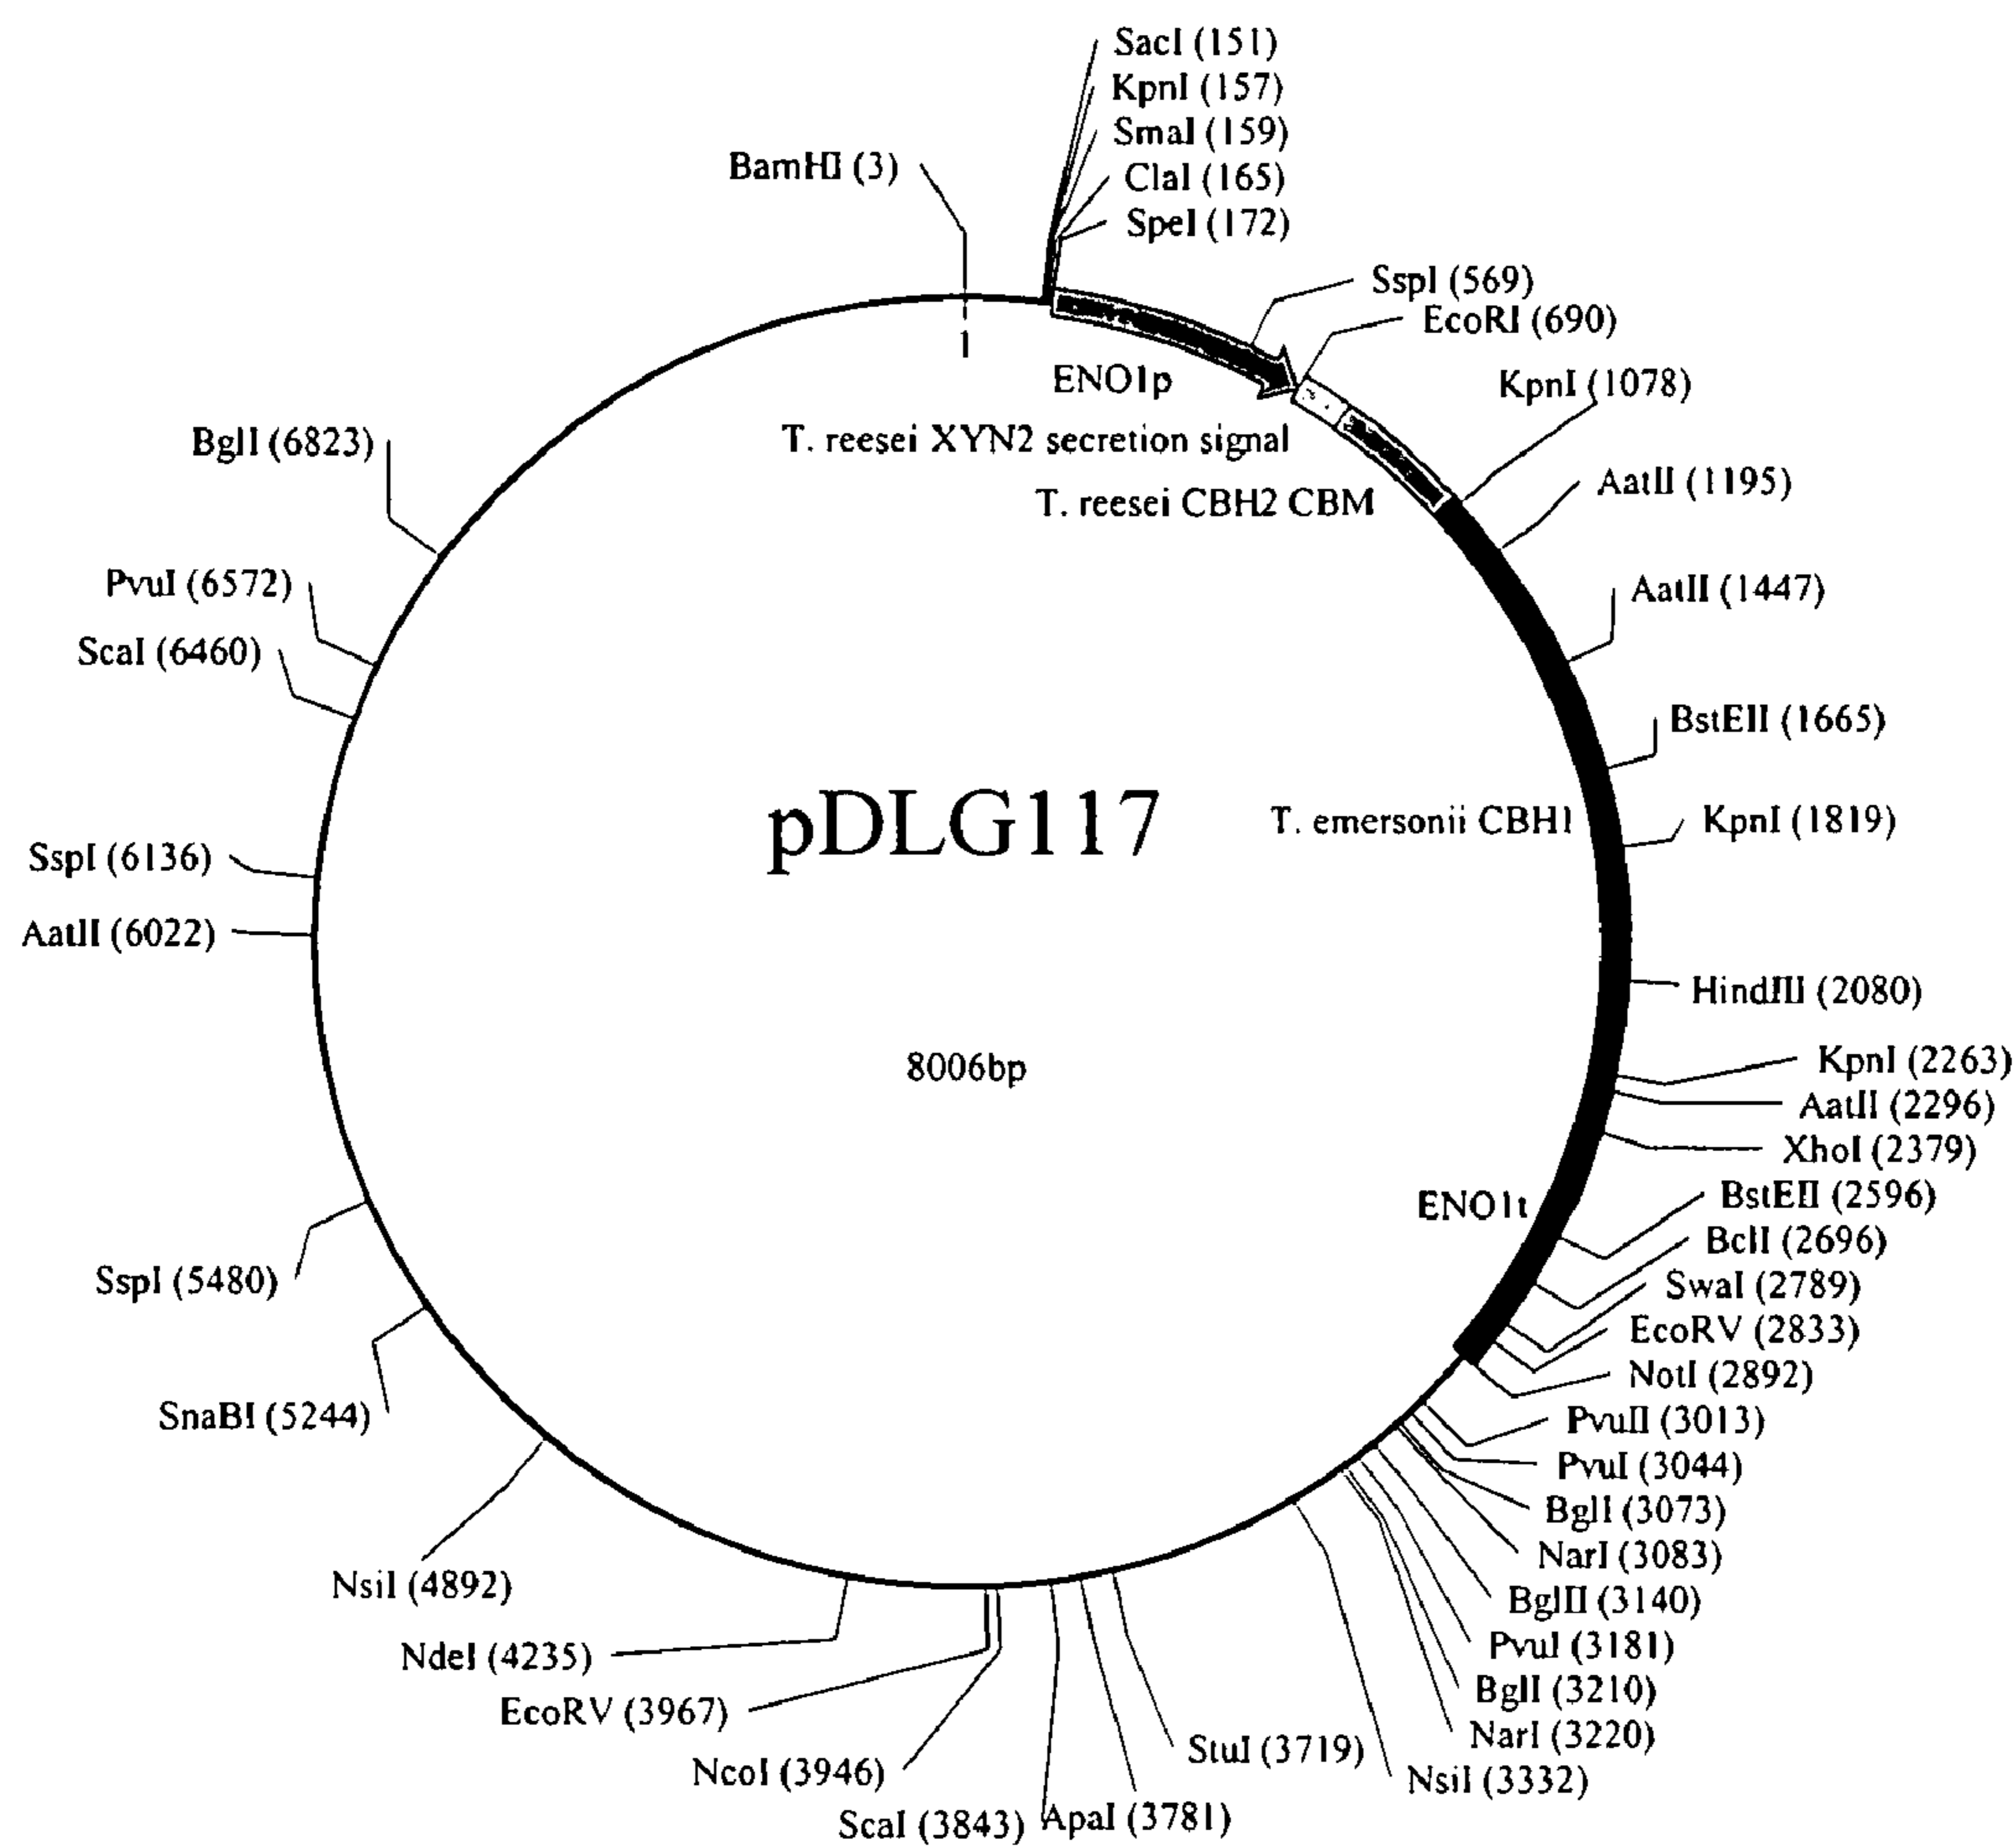 SacI (151)
KpnI (157)
SmaI (159)
ClaI (165)
SpeI (172)
BamHI (3)
1
SspI (569)
EcoRI (690)
ENO1p
KpnI (1078)
T. reesei XYN2 secretion signal
BglI (6823)
AatII (1195)
T. reesei CBH2 CBM
PvuI (6572)
AatII (1447)
ScaI (6460)
BstEII (1665)
pDLG117
T. emersonii CBH1
KpnI (1819)
SspI (6136)
AatII (6022)
HindIII (2080)
8006bp
KpnI (2263)
AatII (2296)
XhoI (2379)
ENO1t
BstEII (2596)
BclI (2696)
SspI (5480)
SwaI (2789)
EcoRV (2833)
NotI (2892)
SnaBI (5244)
PvuII (3013)
PvuI (3044)
BglI (3073)
NarI (3083)
NsiI (4892)
BglII (3140)
PvuI (3181)
NdeI (4235)
BglI (3210)
EcoRV (3967)
NarI (3220)
StuI (3719)
NcoI (3946)
NsiI (3332)
ScaI (3843)
ApaI (3781)